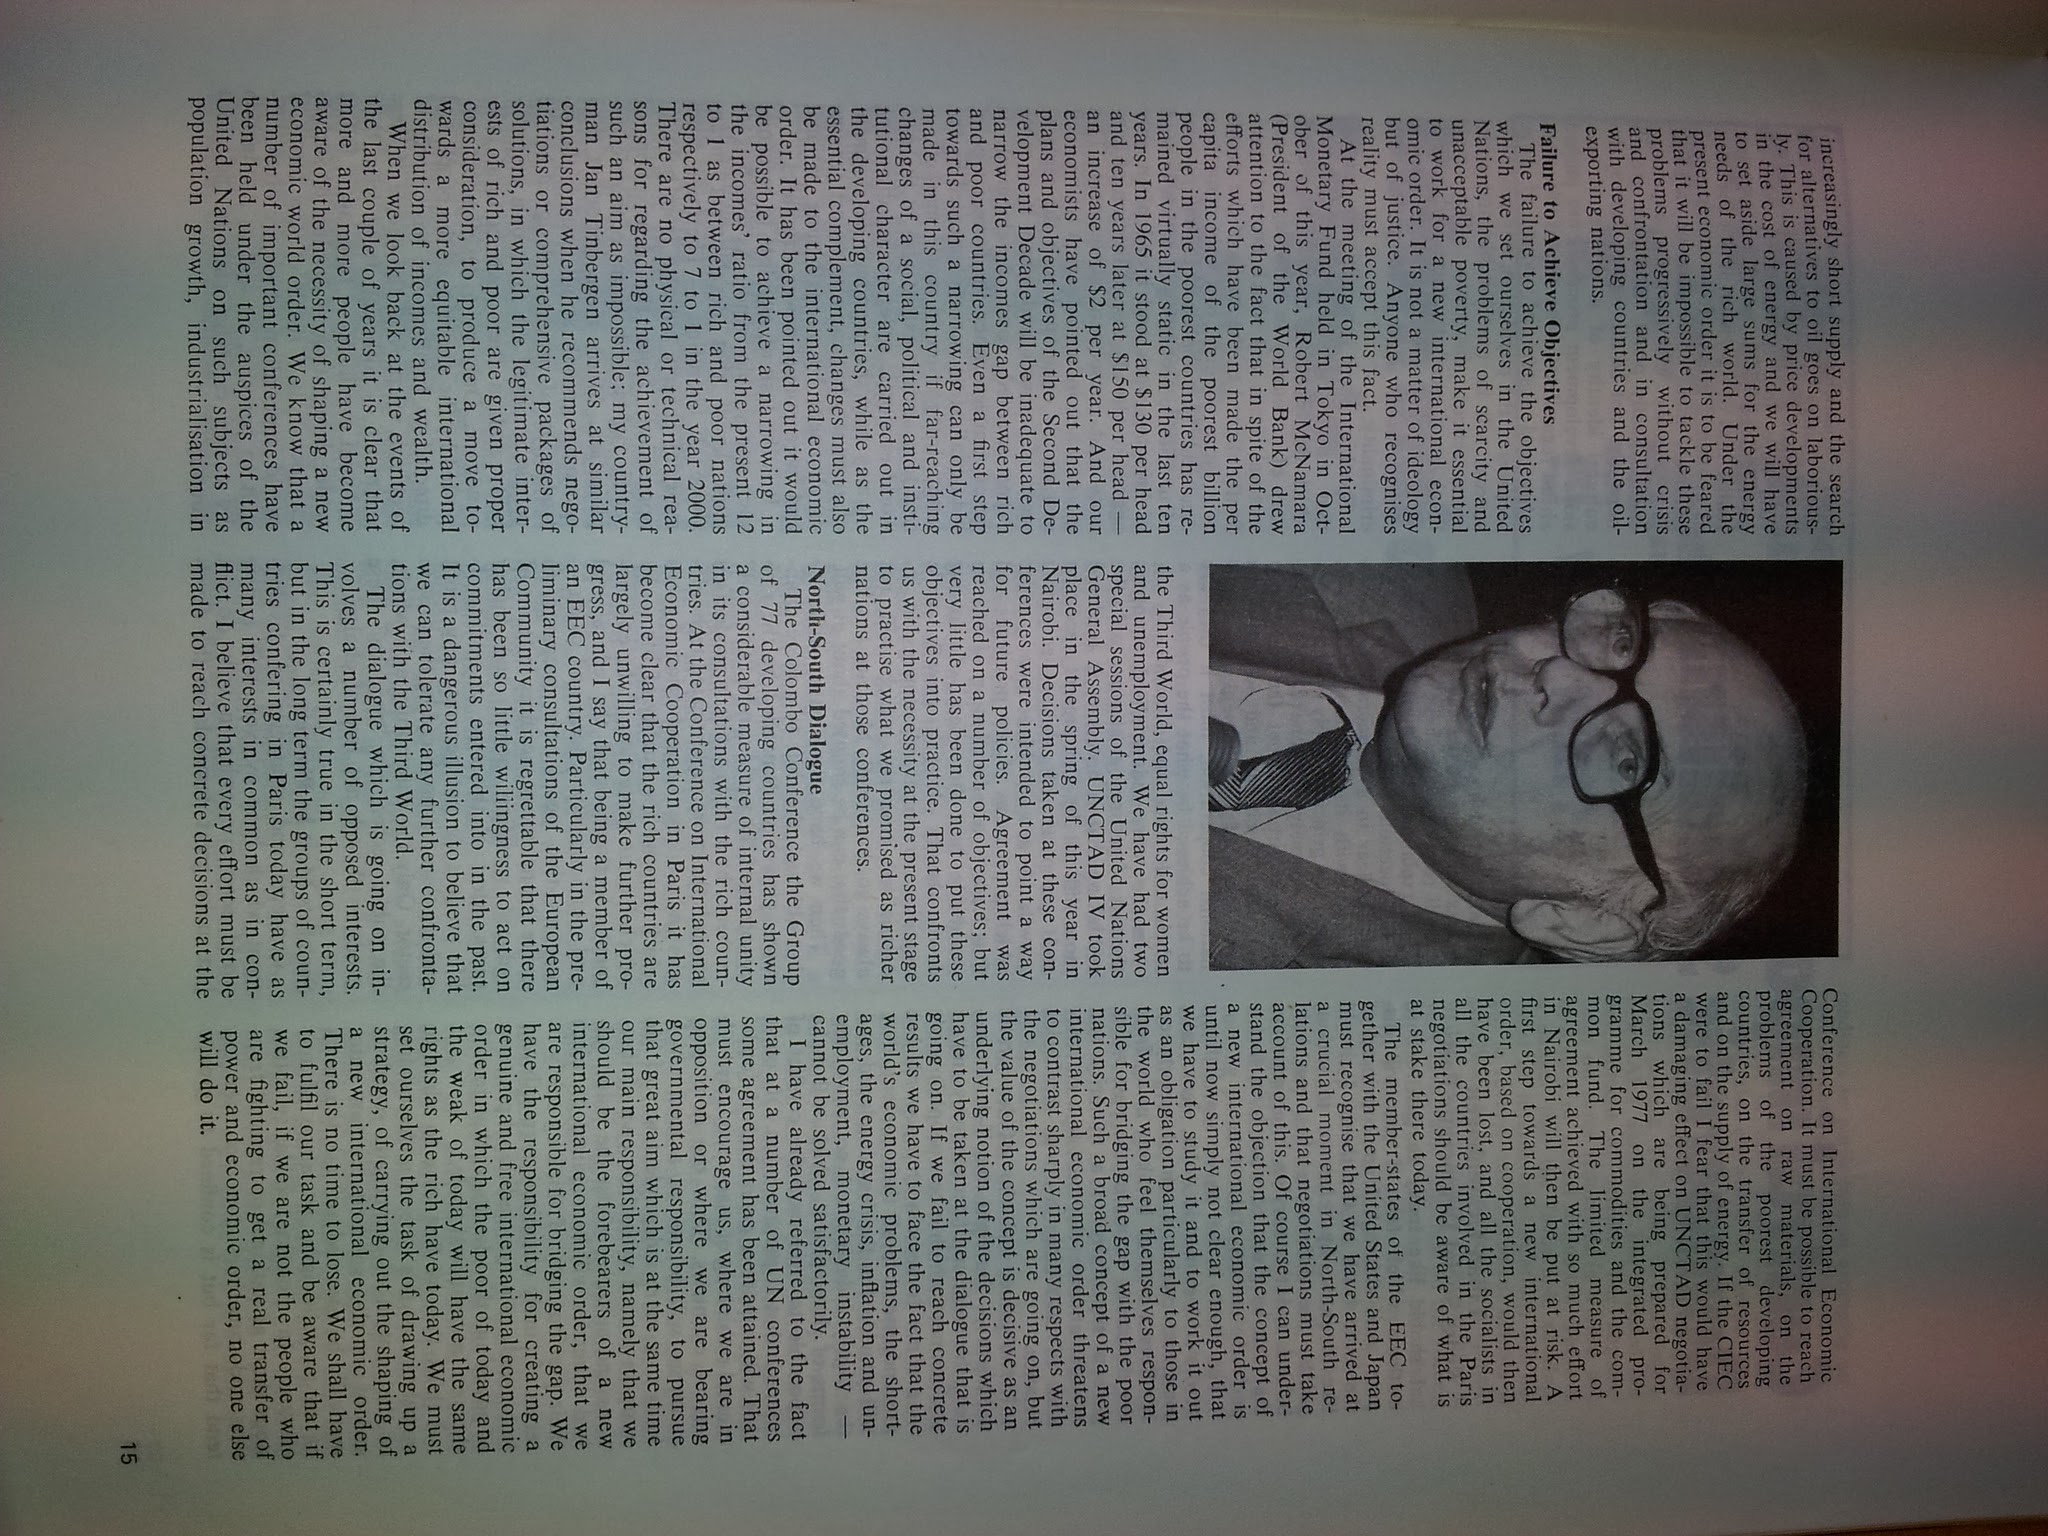 increasingly short supply and the search
for alternatives to oil goes on laborious-
ly. This is caused by price developments
in the cost of energy and we will have
to set aside large sums for the energy
needs of the rich world. Under the
present economic order it is to be feared
that it will be impossible to tackle these
problems progressively without crisis
and confrontation and in consultation
with developing countries and the oil-
exporting nations.
Failure to Achieve Objectives
The failure to achieve the objectives
which we set ourselves in the United
Nations, the problems of scarcity and
unacceptable poverty, make it essential
to work for a new international econ-
omic order. It is not a matter of ideology
but of justice. Anyone who recognises
reality must accept this fact.
At the meeting of the International
Monetary Fund held in Tokyo in Oct-
ober of this year, Robert McNamara
(President of the World Bank) drew
attention to the fact that in spite of the
efforts which have been made the per
capita income of the poorest billion
people in the poorest countries has re-
mained virtually static in the last ten
years. In 1965 it stood at $130 per head
and ten years later at $150 per head —
an increase of $2 per year. And our
economists have pointed out that the
plans and objectives of the Second De-
velopment Decade will be inadequate to
narrow the incomes gap between rich
and poor countries. Even a first step
towards such a narrowing can only be
made in this country if far-reaching
changes of a social, political and insti-
tutional character are carried out in
the developing countries, while as the
essential complement, changes must also
be made to the international economic
order. It has been pointed out it would
be possible to achieve a narrowing in
the incomes' ratio from the present 12
to 1 as between rich and poor nations
respectively to 7 to 1 in the year 2000.
There are no physical or technical rea-
sons for regarding the achievement of
such an aim as impossible; my country-
man Jan Tinbergen arrives at similar
conclusions when he recommends nego-
tiations or comprehensive packages of
solutions, in which the legitimate inter-
ests of rich and poor are given proper
consideration, to produce a move to-
wards a more equitable international
distribution of incomes and wealth.
When we look back at the events of
the last couple of years it is clear that
more and more people have become
aware of the necessity of shaping a new
economic world order. We know that a
number of important conferences have
been held under the auspices of the
United Nations on such subjects as
population growth, industrialisation in
the Third World, equal rights for women
and unemployment. We have had two
special sessions of the United Nations
General Assembly. UNCTAD IV took
place in the spring of this year in
Nairobi. Decisions taken at these con-
ferences were intended to point a way
for future policies. Agreement was
reached on a number of objectives; but
very little has been done to put these
objectives into practice. That confronts
us with the necessity at the present stage
to practise what we promised as richer
nations at those conferences.
North-South Dialogue
The Colombo Conference the Group
of 77 developing countries has shown
a considerable measure of internal unity
in its consultations with the rich coun-
tries. At the Conference on International
Economic Cooperation in Paris it has
become clear that the rich countries are
largely unwilling to make further pro-
gress, and I say that being a member of
an EEC country. Particularly in the pre-
liminary consultations of the European
Community it is regrettable that there
has been so little wilingness to act on
commitments entered into in the past.
It is a dangerous illusion to believe that
we can tolerate any further confronta-
tions with the Third World.
The dialogue which is going on in-
volves a number of opposed interests.
This is certainly true in the short term,
but in the long term the groups of coun-
tries confering in Paris today have as
many interests in common as in con-
flict. I believe that every effort must be
made to reach concrete decisions at the
Conference on International Economic
Cooperation. It must be possible to reach
agreement on raw materials, on the
problems of the poorest developing
countries, on the transfer of resources
and on the supply of energy. If the CIEC
were to fail I fear that this would have
a damaging effect on UNCTAD negotia-
tions which are being prepared for
March 1977 on the integrated pro-
gramme for commodities and the com-
mon fund. The limited measure of
agreement achieved with so much effort
in Nairobi will then be put at risk. A
first step towards a new international
order, based on cooperation, would then
have been lost, and all the socialists in
all the countries involved in the Paris
negotiations should be aware of what is
at stake there today.
The member-states of the EEC to-
gether with the United States and Japan
must recognise that we have arrived at
a crucial moment in North-South re-
lations and that negotiations must take
account of this. Of course I can under-
stand the objection that the concept of
a new international economic order is
until now simply not clear enough, that
we have to study it and to work it out
as an obligation particularly to those in
the world who feel themselves respon-
sible for bridging the gap with the poor
nations. Such a broad concept of a new
international economic order threatens
to contrast sharply in many respects with
the negotiations which are going on, but
the value of the concept is decisive as an
underlying notion of the decisions which
have to be taken at the dialogue that is
going on. If we fail to reach concrete
results we have to face the fact that the
world's economic problems, the short-
ages, the energy crisis, inflation and un-
employment, monetary instability —
cannot be solved satisfactorily.
I have already referred to the fact
that at a number of UN conferences
some agreement has been attained. That
must encourage us, where we are in
opposition or where we are bearing
governmental responsibility, to pursue
that great aim which is at the same time
our main responsibility, namely that we
should be the forebearers of a new
international economic order, that we
are responsible for bridging the gap. We
have the responsibility for creating a
genuine and free international economic
order in which the poor of today and
the weak of today will have the same
rights as the rich have today. We must
set ourselves the task of drawing up a
strategy, of carrying out the shaping of
a new international economic order.
There is no time to lose. We shall have
to fulfil our task and be aware that if
we fail, if we are not the people who
are fighting to get a real transfer of
power and economic order, no one else
will do it.
15